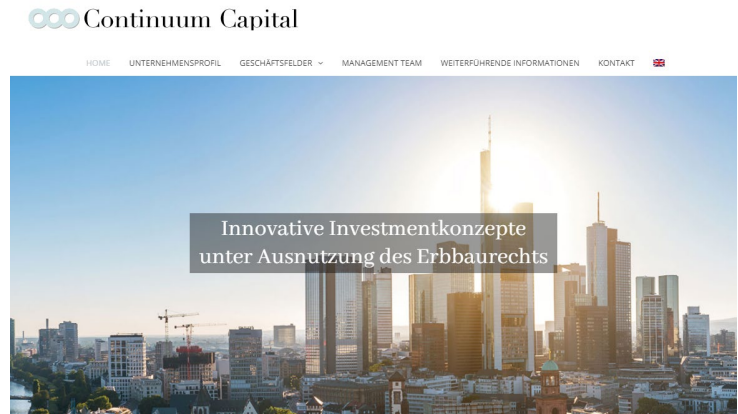 Continuum Capital
HOME UNTERNEHMENSPROFIL GESCHÄFTSFELDER MANAGEMENT TEAM WEITERFÜHRENDE INFORMATIONEN KONTAKT
Innovative Investmentkonzepte
unter Ausnutzung des Erbbaurechts